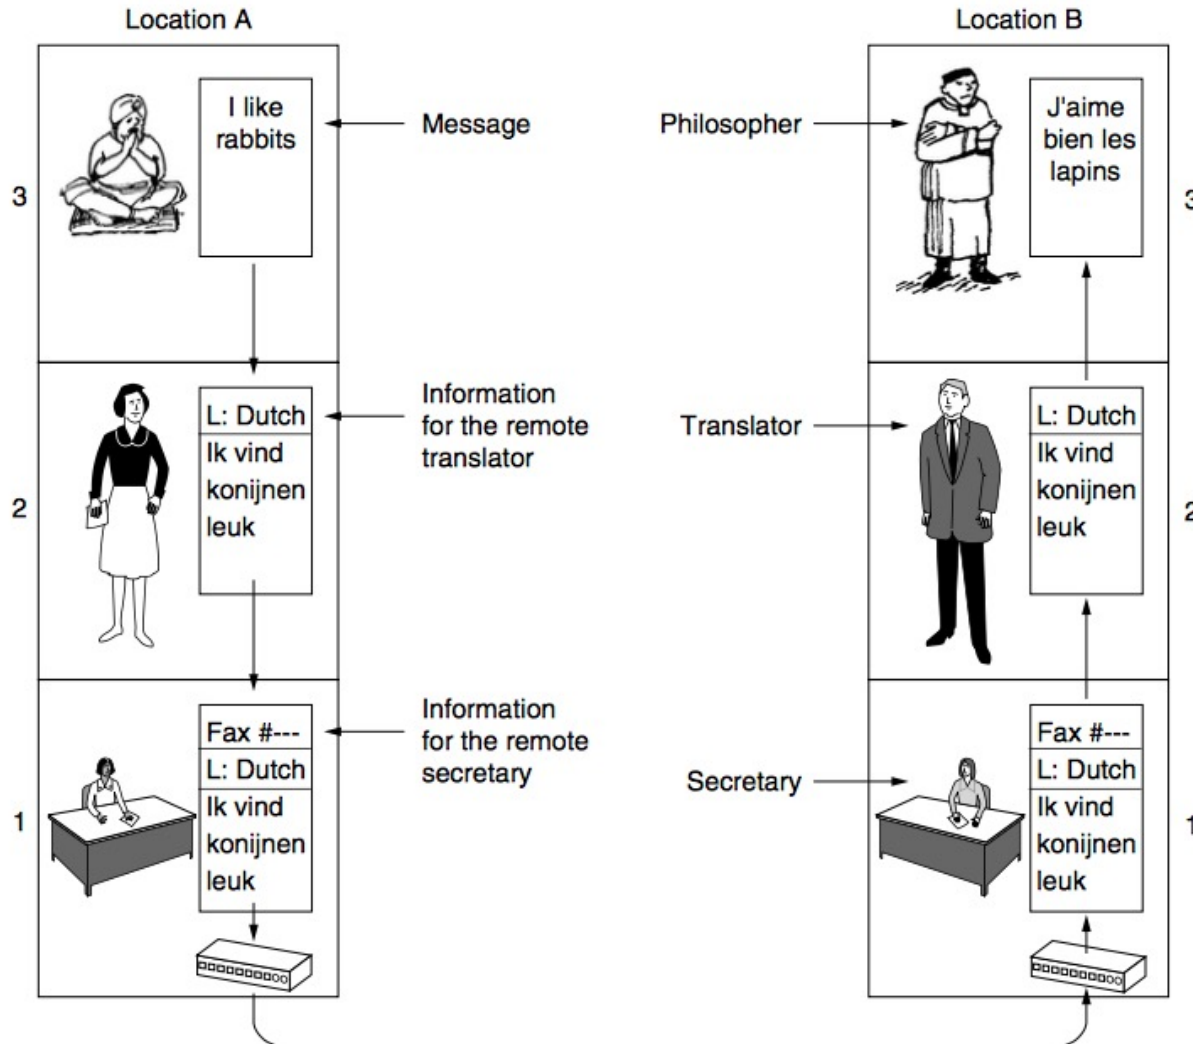 Location A
Location B
3
I like
rabbits
Message
Philosopher
J'aime
bien les
lapins
3
2
L: Dutch
Ik vind
konijnen
leuk
Information
for the remote
translator
Translator
L: Dutch
Ik vind
konijnen
leuk
2
1
Fax #---
L: Dutch
Ik vind
konijnen
leuk
Information
for the remote
secretary
Secretary
Fax #---
L: Dutch
Ik vind
konijnen
leuk
1